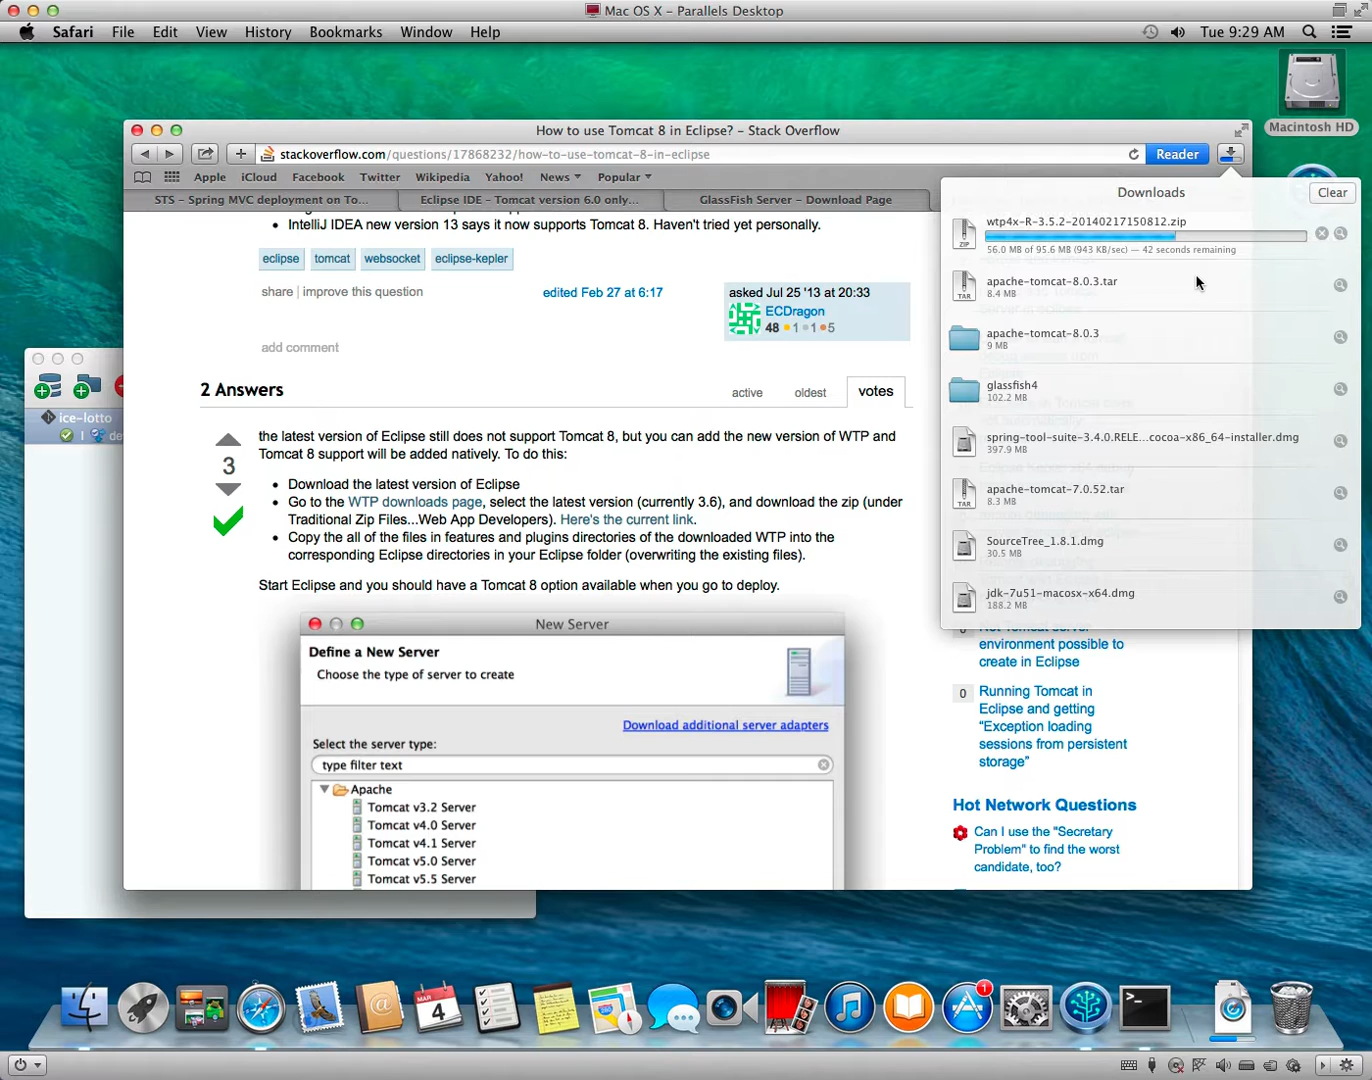 Mac OS X - Parallels Desktop
Safari File Edit View History Bookmarks Window Help
Tue 9:29 AM
Macintosh HD
How to use Tomcat 8 in Eclipse? - Stack Overflow
stackoverflow.com/questions/17868232/how-to-use-tomcat-8-in-eclipse
Reader
Apple iCloud Facebook Twitter Wikipedia Yahoo! News Popular
STS - Spring MVC deployment on To...
Eclipse IDE - Tomcat version 6.0 only...
GlassFish Server - Download Page
Downloads
Clear
wtp4x-R-3.5.2-20140217150812.zip
56.0 MB of 95.6 MB (943 KB/sec) — 42 seconds remaining
apache-tomcat-8.0.3.tar
8.4 MB
apache-tomcat-8.0.3
9 MB
glassfish4
102.2 MB
spring-tool-suite-3.4.0.RELE...cocoa-x86_64-installer.dmg
397.9 MB
apache-tomcat-7.0.52.tar
8.3 MB
SourceTree_1.8.1.dmg
30.5 MB
jdk-7u51-macosx-x64.dmg
188.2 MB
ZIP
TAR
TAR
IntelliJ IDEA new version 13 says it now supports Tomcat 8. Haven't tried yet personally.
eclipse tomcat websocket eclipse-kepler
share improve this question
edited Feb 27 at 6:17
asked Jul 25 '13 at 20:33
ECDragon
48 1 1 5
add comment
2 Answers
active oldest votes
3
the latest version of Eclipse still does not support Tomcat 8, but you can add the new version of WTP and
Tomcat 8 support will be added natively. To do this:
Download the latest version of Eclipse
Go to the WTP downloads page, select the latest version (currently 3.6), and download the zip (under
Traditional Zip Files...Web App Developers). Here's the current link.
Copy the all of the files in features and plugins directories of the downloaded WTP into the
corresponding Eclipse directories in your Eclipse folder (overwriting the existing files).
Start Eclipse and you should have a Tomcat 8 option available when you go to deploy.
New Server
Define a New Server
Choose the type of server to create
Download additional server adapters
Select the server type:
type filter text
Apache
Tomcat v3.2 Server
Tomcat v4.0 Server
Tomcat v4.1 Server
Tomcat v5.0 Server
Tomcat v5.5 Server
Not Tomcat server
environment possible to
create in Eclipse
0
Running Tomcat in
Eclipse and getting
"Exception loading
sessions from persistent
storage"
Hot Network Questions
Can I use the "Secretary
Problem" to find the worst
candidate, too?
ice-lotto
1
MAR
4
1